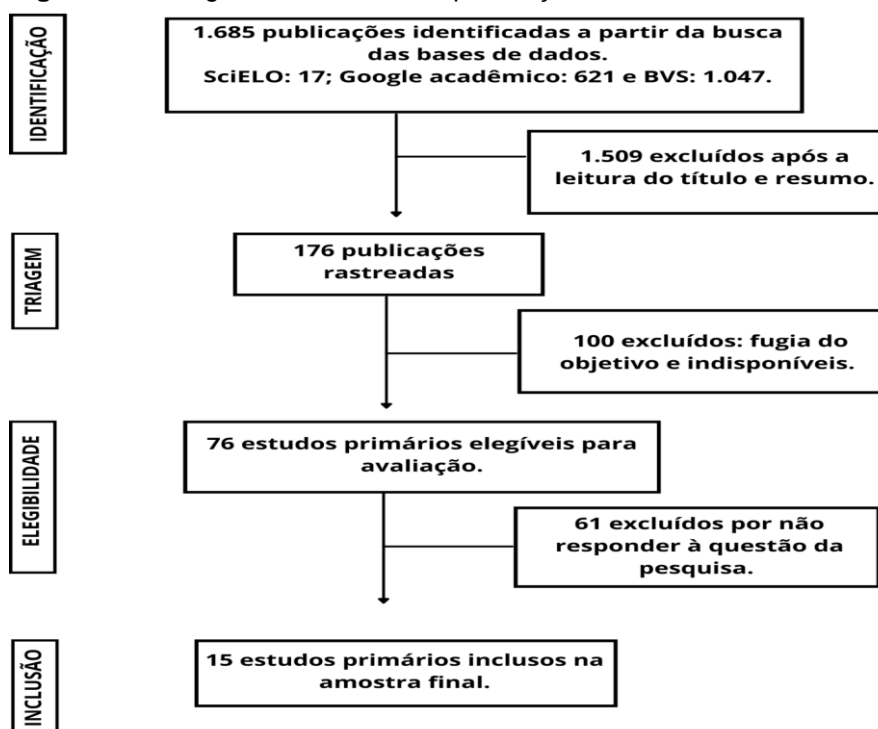 IDENTIFICAÇÃO
1.685 publicações identificadas a partir da busca
das bases de dados.
SciELO: 17; Google acadêmico: 621 e BVS: 1.047.
1.509 excluídos após a
leitura do título e resumo.
TRIAGEM
176 publicações
rastreadas
100 excluídos: fugia do
objetivo e indisponíveis.
ELEGIBILIDADE
76 estudos primários elegíveis para
avaliação.
61 excluídos por não
responder à questão da
pesquisa.
INCLUSÃO
15 estudos primários inclusos na
amostra final.